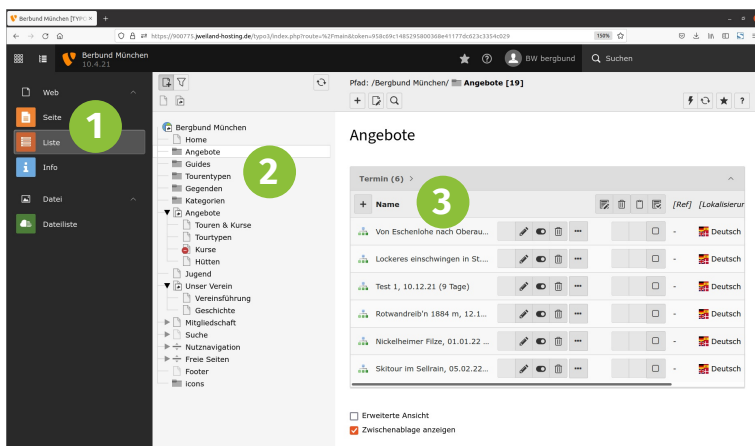 Berbund München [TYPO
https://900775.jweiland-hosting.de/typo3/index.php?route=%2Fmain&token=958c69c1485295800368e41177dc623c3354c029
150%
Berbund München
10.4.21
BW bergbund
Suchen
Web
Seite
Liste
Info
Datei
Dateiliste
1
Bergbund München
Home
Angebote
Guides
Tourentypen
Gegenden
Kategorien
Angebote
Touren & Kurse
Tourtypen
Kurse
Hütten
Jugend
Unser Verein
Vereinsführung
Geschichte
Mitgliedschaft
Suche
Nutznavigation
Freie Seiten
Footer
icons
2
Pfad: /Bergbund München/ Angebote [19]
Angebote
Termin (6) >
Name [Ref] [Lokalisierur
3
Von Eschenlohe nach Oberau... - Deutsch
Lockeres einschwingen in St.... - Deutsch
Test 1, 10.12.21 (9 Tage) - Deutsch
Rotwandreib'n 1884 m, 12.1... - Deutsch
Nickelheimer Filze, 01.01.22 ... - Deutsch
Skitour im Sellrain, 05.02.22... - Deutsch
Erweiterte Ansicht
Zwischenablage anzeigen